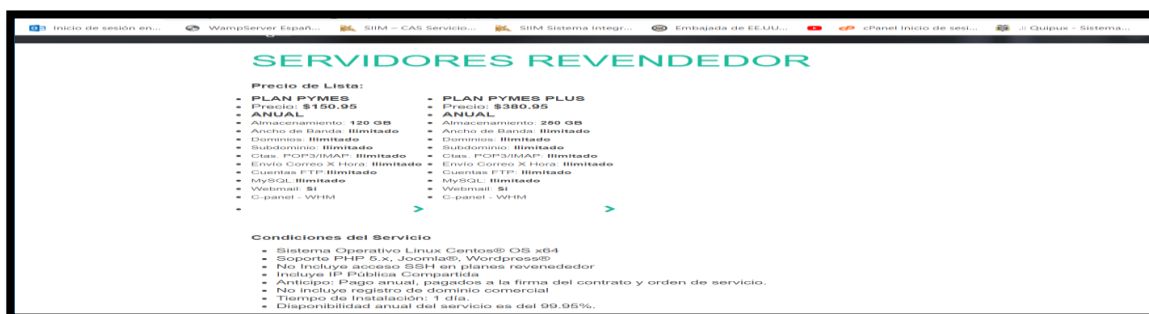 Inicio de sesión en...
WampServer Españ...
SIIM – CAS Servicio...
SIIM Sistema Integr...
Embajada de EE.UU...
cPanel Inicio de sesi...
.:: Quipux - Sistema...
SERVIDORES REVENDEDOR
Precio de Lista:
PLAN PYMES
Precio: $150.95
ANUAL
Almacenamiento: 120 GB
Ancho de Banda: Ilimitado
Dominios: Ilimitado
Subdominio: Ilimitado
Ctas. POP3/IMAP: Ilimitado
Envío Correo X Hora: Ilimitado
Cuentas FTP:Ilimitado
MySQL:Ilimitado
Webmail: Si
C-panel - WHM
PLAN PYMES PLUS
Precio: $380.95
ANUAL
Almacenamiento: 250 GB
Ancho de Banda: Ilimitado
Dominios: Ilimitado
Subdominio: Ilimitado
Ctas. POP3/IMAP: Ilimitado
Envío Correo X Hora: Ilimitado
Cuentas FTP: Ilimitado
MySQL: Ilimitado
Webmail: Si
C-panel - WHM
Condiciones del Servicio
Sistema Operativo Linux Centos® OS x64
Soporte PHP 5.x, Joomla®, Wordpress®
No Incluye acceso SSH en planes revenededor
Incluye IP Pública Compartida
Anticipo: Pago anual, pagados a la firma del contrato y orden de servicio.
No incluye registro de dominio comercial
Tiempo de Instalación: 1 día.
Disponibilidad anual del servicio es del 99.95%.